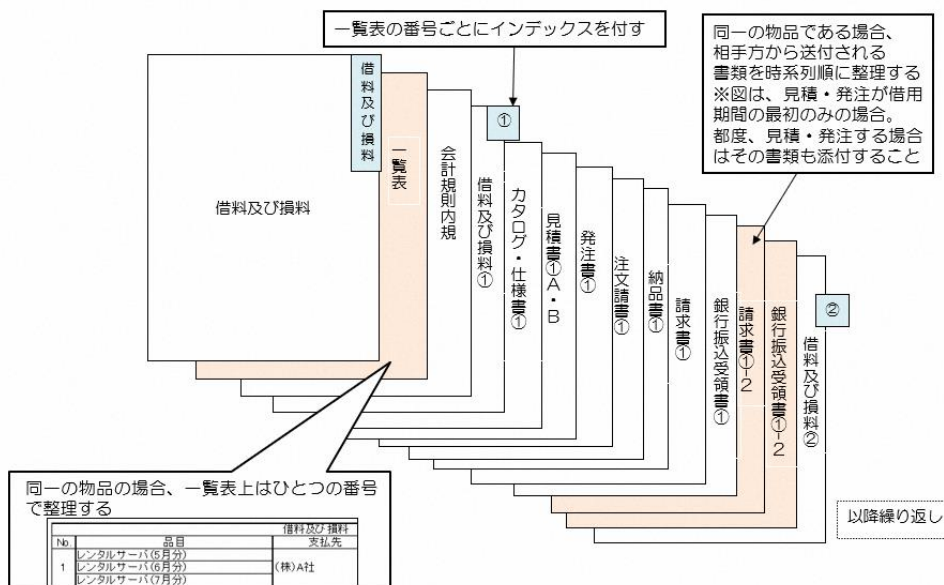 一覧表の番号ごとにインデックスを付す
同一の物品である場合、
相手方から送付される
書類を時系列順に整理する
※図は、見積・発注が借用
期間の最初のみの場合。
都度、見積・発注する場合
はその書類も添付すること
借料及び損料
借料及び損料
一覧表
会計規則内規
①
借料及び損料①
カタログ・仕様書①
見積書①A・B
発注書①
注文請書①
納品書①
請求書①
銀行振込受領書①
請求書①-2
銀行振込受領書①-2
②
借料及び損料②
以降繰り返し
同一の物品の場合、一覧表上はひとつの番号
で整理する
借料及び損料
No. 品目 支払先
レンタルサーバ(5月分)
1 レンタルサーバ(6月分) (株)A社
レンタルサーバ(7月分)